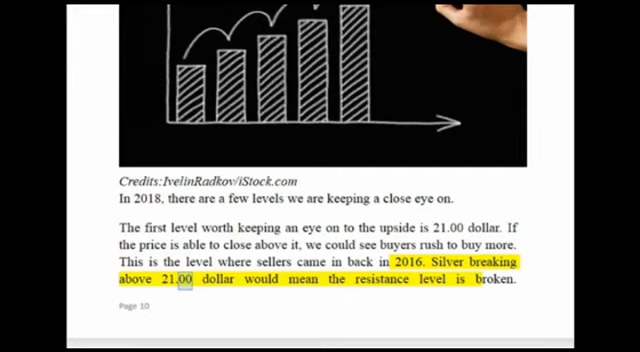 Credits:IvelinRadkov/iStock.com
In 2018, there are a few levels we are keeping a close eye on.
The first level worth keeping an eye on to the upside is 21.00 dollar. If
the price is able to close above it, we could see buyers rush to buy more.
This is the level where sellers came in back in 2016. Silver breaking
above 21.00 dollar would mean the resistance level is broken.
Page 10